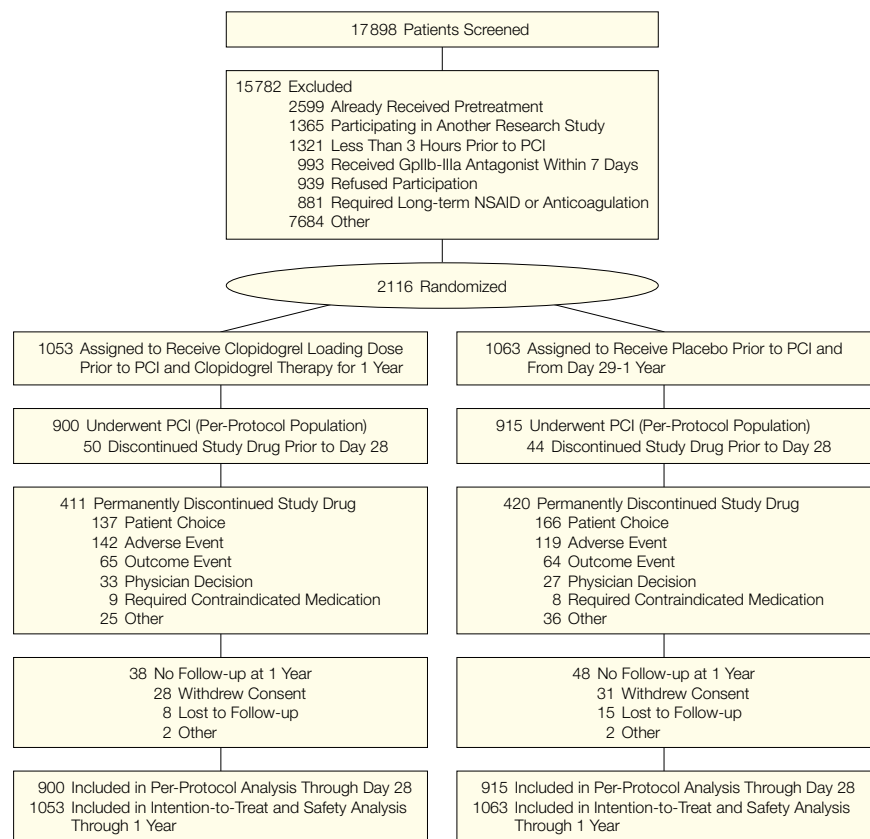 17898 Patients Screened
15782 Excluded
2599 Already Received Pretreatment
1365 Participating in Another Research Study
1321 Less Than 3 Hours Prior to PCI
993 Received GpIIb-IIIa Antagonist Within 7 Days
939 Refused Participation
881 Required Long-term NSAID or Anticoagulation
7684 Other
2116 Randomized
1053 Assigned to Receive Clopidogrel Loading Dose
Prior to PCI and Clopidogrel Therapy for 1 Year
900 Underwent PCI (Per-Protocol Population)
50 Discontinued Study Drug Prior to Day 28
411 Permanently Discontinued Study Drug
137 Patient Choice
142 Adverse Event
65 Outcome Event
33 Physician Decision
9 Required Contraindicated Medication
25 Other
38 No Follow-up at 1 Year
28 Withdrew Consent
8 Lost to Follow-up
2 Other
900 Included in Per-Protocol Analysis Through Day 28
1053 Included in Intention-to-Treat and Safety Analysis
Through 1 Year
1063 Assigned to Receive Placebo Prior to PCI and
From Day 29-1 Year
915 Underwent PCI (Per-Protocol Population)
44 Discontinued Study Drug Prior to Day 28
420 Permanently Discontinued Study Drug
166 Patient Choice
119 Adverse Event
64 Outcome Event
27 Physician Decision
8 Required Contraindicated Medication
36 Other
48 No Follow-up at 1 Year
31 Withdrew Consent
15 Lost to Follow-up
2 Other
915 Included in Per-Protocol Analysis Through Day 28
1063 Included in Intention-to-Treat and Safety Analysis
Through 1 Year